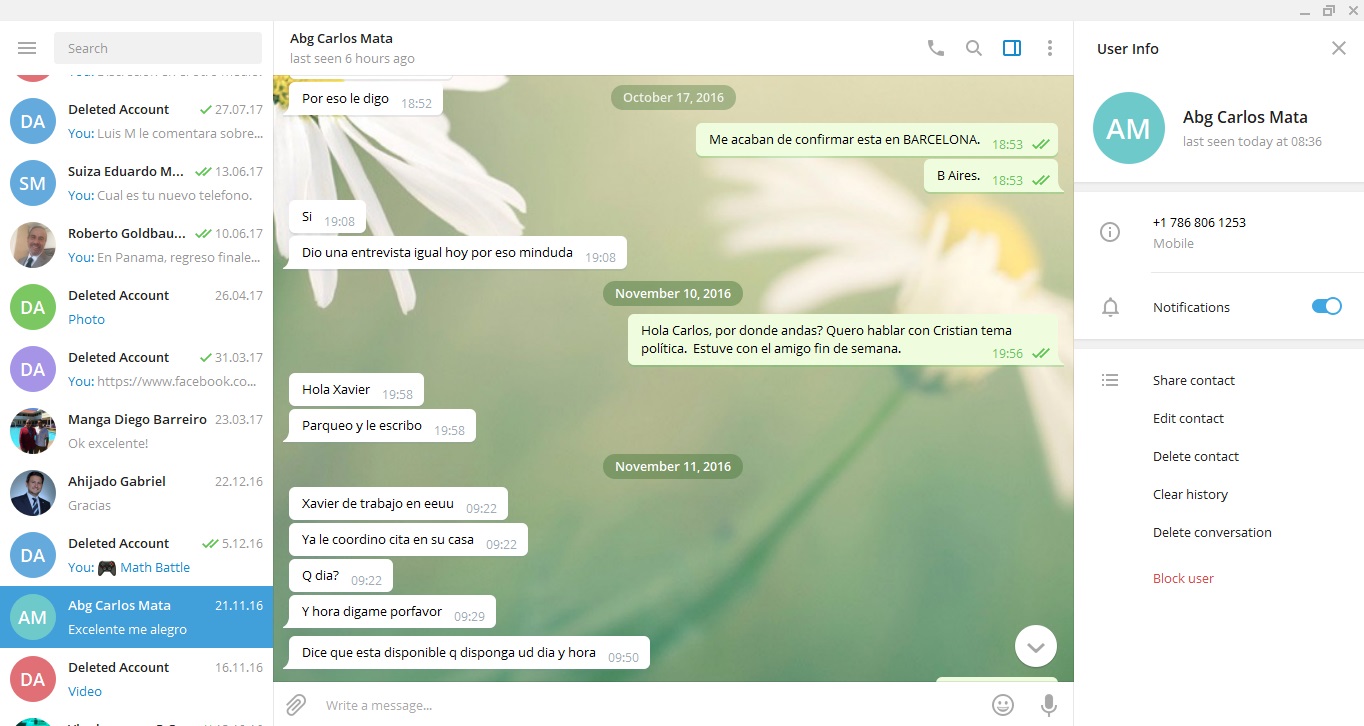 Search
Deleted Account 27.07.17
You: Luis M le comentara sobre...
Suiza Eduardo M... 13.06.17
You: Cual es tu nuevo telefono.
Roberto Goldbau... 10.06.17
You: En Panama, regreso finale...
Deleted Account 26.04.17
Photo
Deleted Account 31.03.17
You: https://www.facebook.co...
Manga Diego Barreiro 23.03.17
Ok excelente!
Ahijado Gabriel 22.12.16
Gracias
Deleted Account 5.12.16
You: 🎮 Math Battle
Abg Carlos Mata 21.11.16
Excelente me alegro
Deleted Account 16.11.16
Video
DA
SM
DA
DA
DA
AM
DA
Abg Carlos Mata
last seen 6 hours ago
Por eso le digo 18:52
October 17, 2016
Me acaban de confirmar esta en BARCELONA. 18:53
B Aires. 18:53
Si 19:08
Dio una entrevista igual hoy por eso minduda 19:08
November 10, 2016
Hola Carlos, por donde andas? Quero hablar con Cristian tema
política. Estuve con el amigo fin de semana. 19:56
Hola Xavier 19:58
Parqueo y le escribo 19:58
November 11, 2016
Xavier de trabajo en eeuu 09:22
Ya le coordino cita en su casa 09:22
Q dia? 09:22
Y hora digame porfavor 09:29
Dice que esta disponible q disponga ud dia y hora 09:50
Write a message...
User Info
AM
Abg Carlos Mata
last seen today at 08:36
+1 786 806 1253
Mobile
Notifications
Share contact
Edit contact
Delete contact
Clear history
Delete conversation
Block user